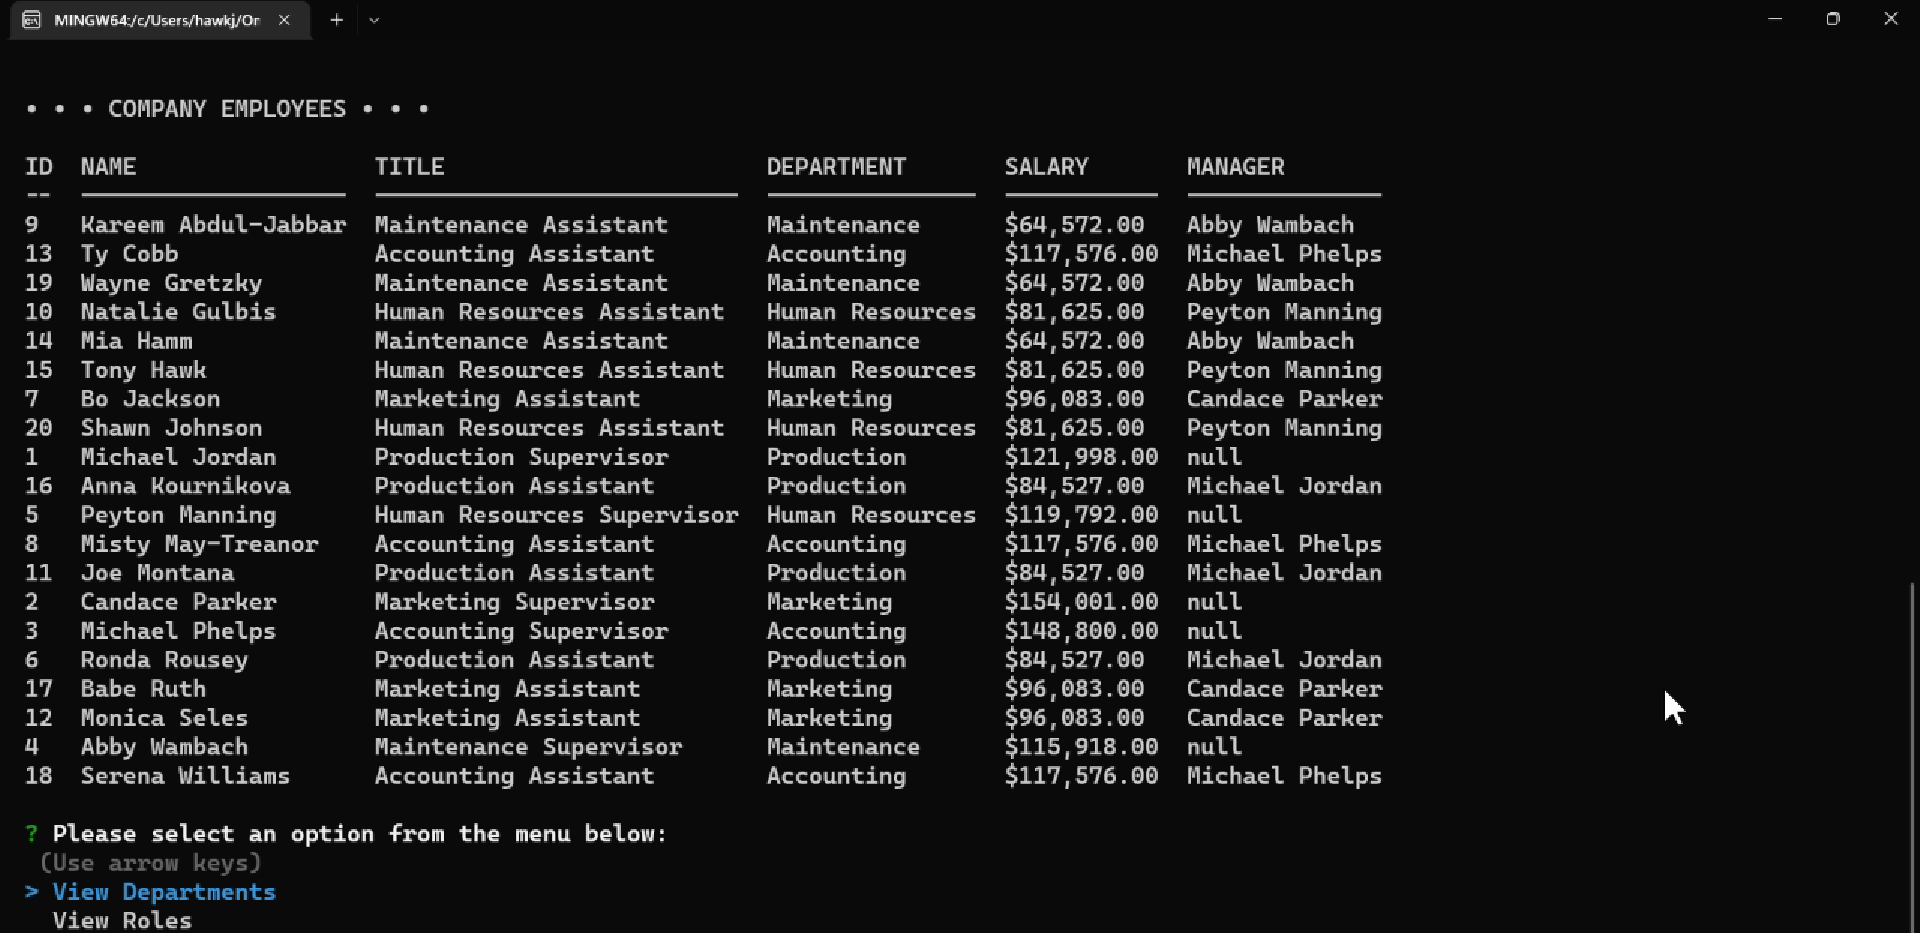 MINGW64:/c/Users/hawkj/On
• • • COMPANY EMPLOYEES • • •
ID NAME TITLE DEPARTMENT SALARY MANAGER
9 Kareem Abdul-Jabbar Maintenance Assistant Maintenance $64,572.00 Abby Wambach
13 Ty Cobb Accounting Assistant Accounting $117,576.00 Michael Phelps
19 Wayne Gretzky Maintenance Assistant Maintenance $64,572.00 Abby Wambach
10 Natalie Gulbis Human Resources Assistant Human Resources $81,625.00 Peyton Manning
14 Mia Hamm Maintenance Assistant Maintenance $64,572.00 Abby Wambach
15 Tony Hawk Human Resources Assistant Human Resources $81,625.00 Peyton Manning
7 Bo Jackson Marketing Assistant Marketing $96,083.00 Candace Parker
20 Shawn Johnson Human Resources Assistant Human Resources $81,625.00 Peyton Manning
1 Michael Jordan Production Supervisor Production $121,998.00 null
16 Anna Kournikova Production Assistant Production $84,527.00 Michael Jordan
5 Peyton Manning Human Resources Supervisor Human Resources $119,792.00 null
8 Misty May-Treanor Accounting Assistant Accounting $117,576.00 Michael Phelps
11 Joe Montana Production Assistant Production $84,527.00 Michael Jordan
2 Candace Parker Marketing Supervisor Marketing $154,001.00 null
3 Michael Phelps Accounting Supervisor Accounting $148,800.00 null
6 Ronda Rousey Production Assistant Production $84,527.00 Michael Jordan
17 Babe Ruth Marketing Assistant Marketing $96,083.00 Candace Parker
12 Monica Seles Marketing Assistant Marketing $96,083.00 Candace Parker
4 Abby Wambach Maintenance Supervisor Maintenance $115,918.00 null
18 Serena Williams Accounting Assistant Accounting $117,576.00 Michael Phelps
? Please select an option from the menu below:
(Use arrow keys)
> View Departments
View Roles